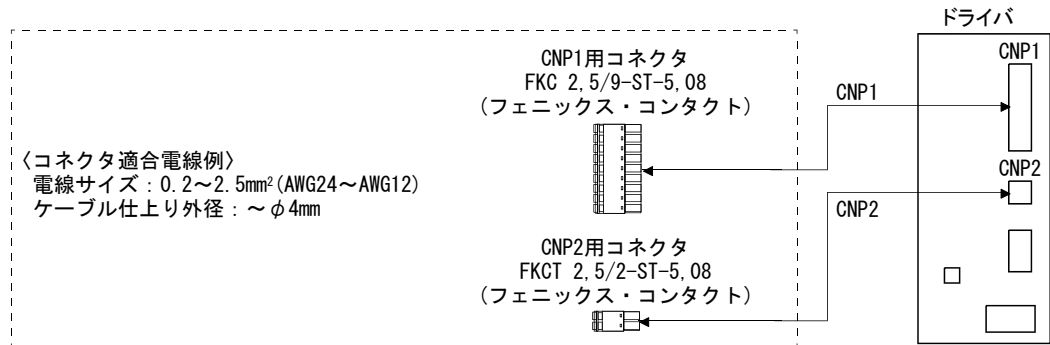 ドライバ
CNP1用コネクタ
FKC 2,5/9-ST-5,08
(フェニックス・コンタクト)
CNP1
CNP1
〈コネクタ適合電線例〉
電線サイズ:0.2~2.5mm²(AWG24~AWG12)
ケーブル仕上り外径:~φ4mm
CNP2
CNP2
CNP2用コネクタ
FKCT 2,5/2-ST-5,08
(フェニックス・コンタクト)